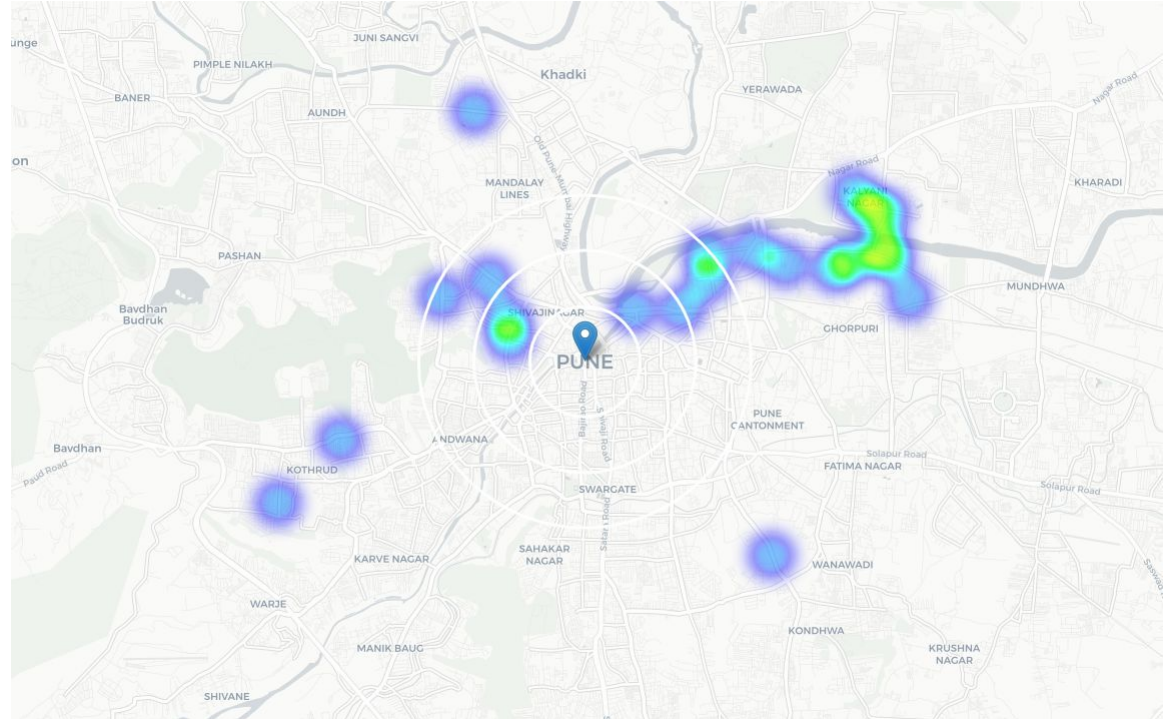 unge
JUNI SANGVI
PIMPLE NILAKH
Khadki
BANER
YERAWADA
Nagar Road
AUNDH
Old Pune-Mumbai Highway
on
Nagar Road
MANDALAY
LINES
KALYANI
NAGAR
KHARADI
PASHAN
MUNDHWA
Bavdhan
Budruk
SHIVAJINAGAR
GHORPURI
PUNE
Bajirao Road
PUNE
CANTONMENT
ANDWANA
Bavdhan
Paud Road
KOTHRUD
Solapur Road
FATIMA NAGAR
SWARGATE
Solapur Road
Satara Road
SAHAKAR
NAGAR
KARVE NAGAR
WANAWADI
WARJE
KONDHWA
MANIK BAUG
KRUSHNA
NAGAR
SHIVANE